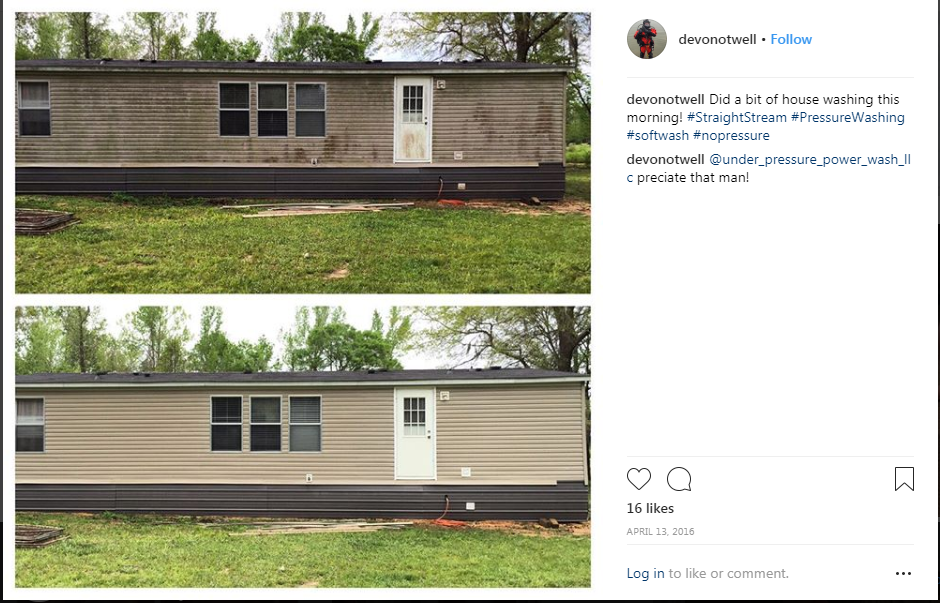 devonotwell • Follow
devonotwell Did a bit of house washing this
morning! #StraightStream #PressureWashing
#softwash #nopressure
devonotwell @under_pressure_power_wash_ll
c preciate that man!
16 likes
APRIL 13, 2016
Log in to like or comment.